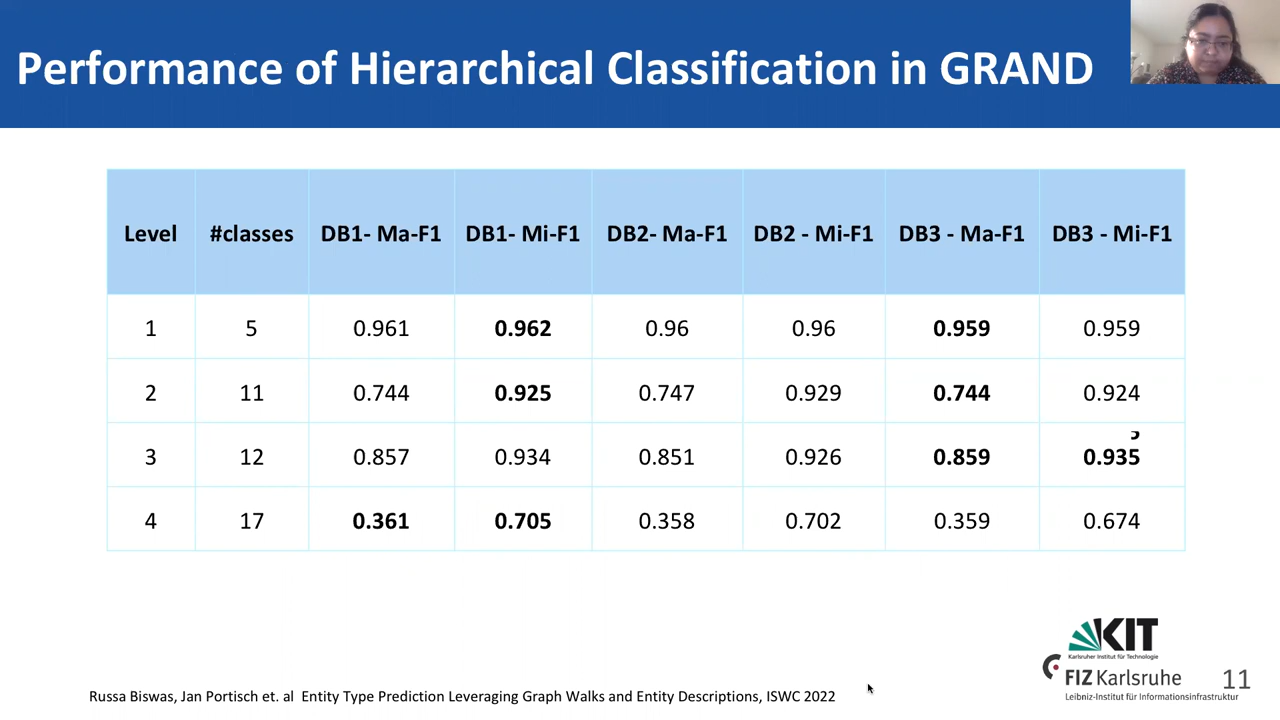 Performance of Hierarchical Classification in GRAND
Level #classes DB1- Ma-F1 DB1- Mi-F1 DB2- Ma-F1 DB2 - Mi-F1 DB3 - Ma-F1 DB3 - Mi-F1
1 5 0.961 0.962 0.96 0.96 0.959 0.959
2 11 0.744 0.925 0.747 0.929 0.744 0.924
3 12 0.857 0.934 0.851 0.926 0.859 0.935
4 17 0.361 0.705 0.358 0.702 0.359 0.674
KIT
Karlsruher Institut für Technologie
FIZ Karlsruhe
Leibniz-Institut für Informationsinfrastruktur
11
Russa Biswas, Jan Portisch et. al Entity Type Prediction Leveraging Graph Walks and Entity Descriptions, ISWC 2022